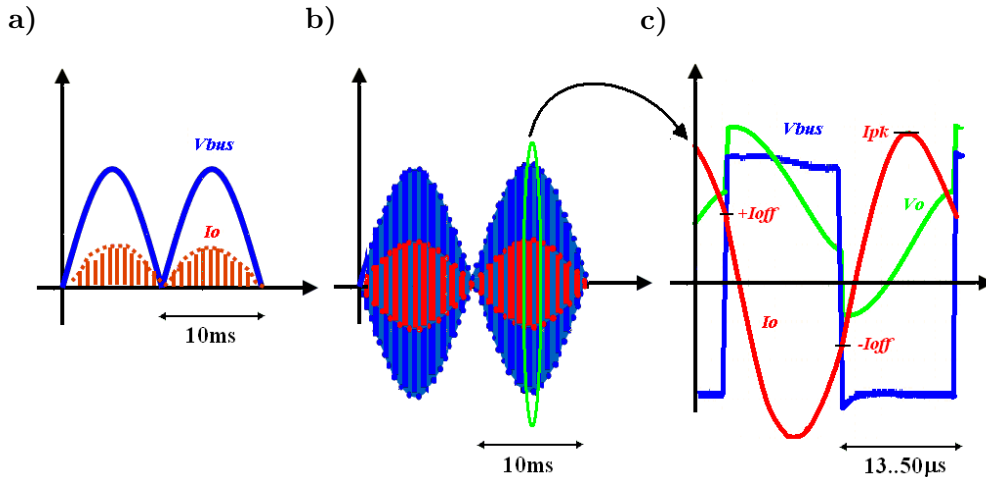 a)
b)
c)
Vbus
Io
10ms
10ms
Vbus
Ipk
+Ioff
Vo
Io
-Ioff
13..50μs